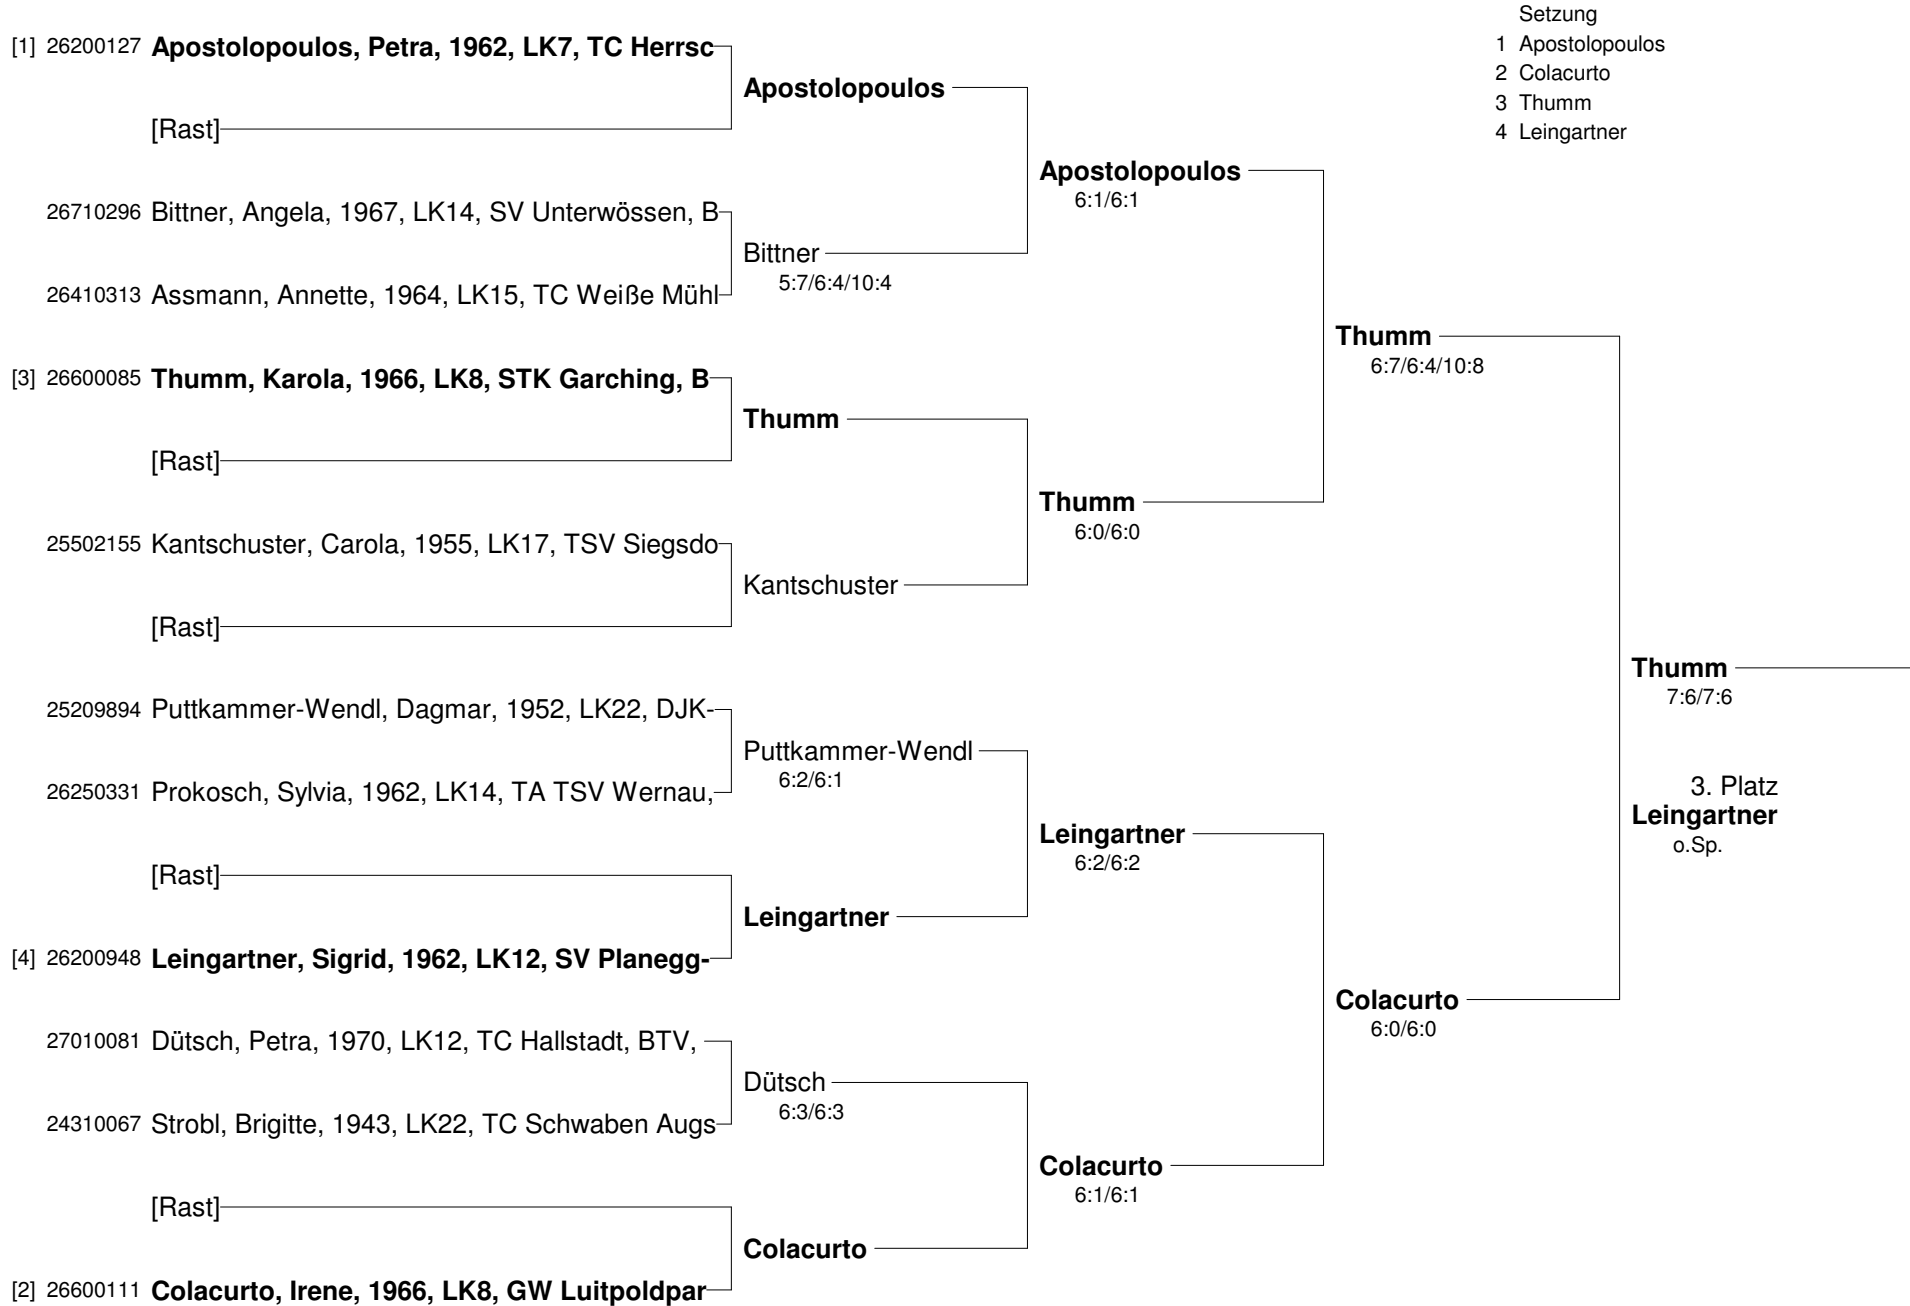 Setzung
1 Apostolopoulos
2 Colacurto
3 Thumm
4 Leingartner
[1] 26200127 Apostolopoulos, Petra, 1962, LK7, TC Herrsc
Apostolopoulos
[Rast]
Apostolopoulos
6:1/6:1
26710296 Bittner, Angela, 1967, LK14, SV Unterwössen, B
Bittner
5:7/6:4/10:4
26410313 Assmann, Annette, 1964, LK15, TC Weiße Mühl
Thumm
6:7/6:4/10:8
[3] 26600085 Thumm, Karola, 1966, LK8, STK Garching, B
Thumm
[Rast]
Thumm
6:0/6:0
25502155 Kantschuster, Carola, 1955, LK17, TSV Siegsdo
Kantschuster
[Rast]
Thumm
7:6/7:6
25209894 Puttkammer-Wendl, Dagmar, 1952, LK22, DJK-
Puttkammer-Wendl
6:2/6:1
26250331 Prokosch, Sylvia, 1962, LK14, TA TSV Wernau,
3. Platz
Leingartner
o.Sp.
Leingartner
6:2/6:2
[Rast]
Leingartner
[4] 26200948 Leingartner, Sigrid, 1962, LK12, SV Planegg-
Colacurto
6:0/6:0
27010081 Dütsch, Petra, 1970, LK12, TC Hallstadt, BTV,
Dütsch
6:3/6:3
24310067 Strobl, Brigitte, 1943, LK22, TC Schwaben Augs
Colacurto
6:1/6:1
[Rast]
Colacurto
[2] 26600111 Colacurto, Irene, 1966, LK8, GW Luitpoldpar